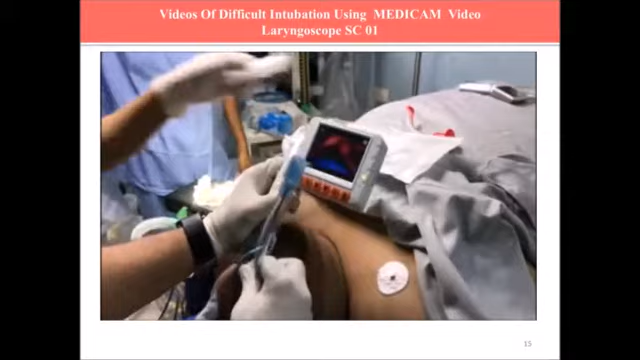 Videos Of Difficult Intubation Using MEDICAM Video
Laryngoscope SC 01
15